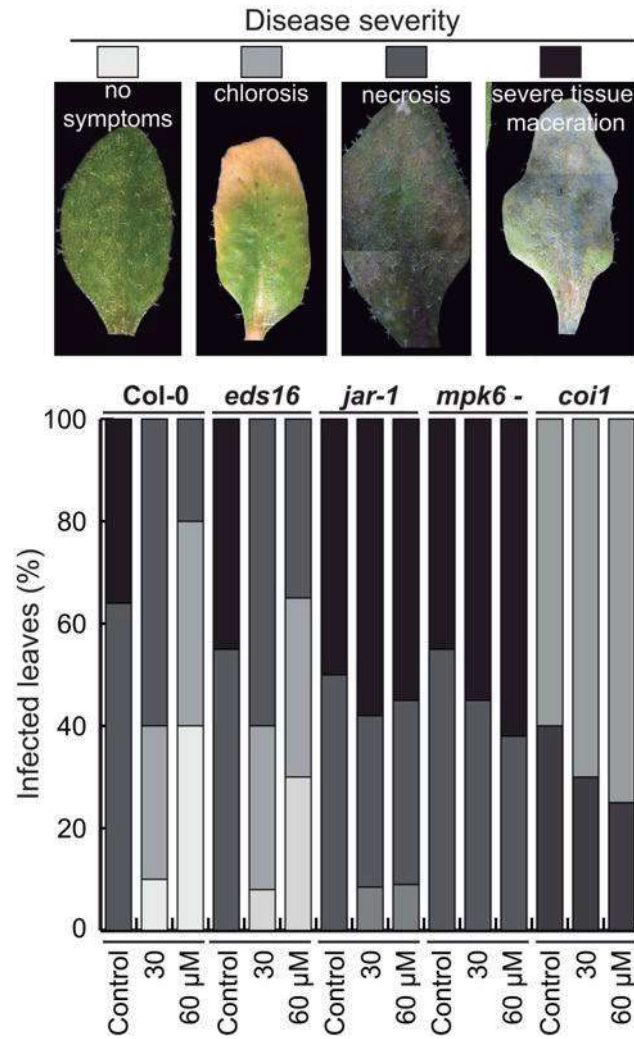 Disease severity
no symptoms
chlorosis
necrosis
severe tissue maceration
Col-0 eds16 jar-1 mpk6 - coi1
Infected leaves (%)
100
80
60
40
20
0
Control 30 60 µM Control 30 60 µM Control 30 60 µM Control 30 60 µM Control 30 60 µM